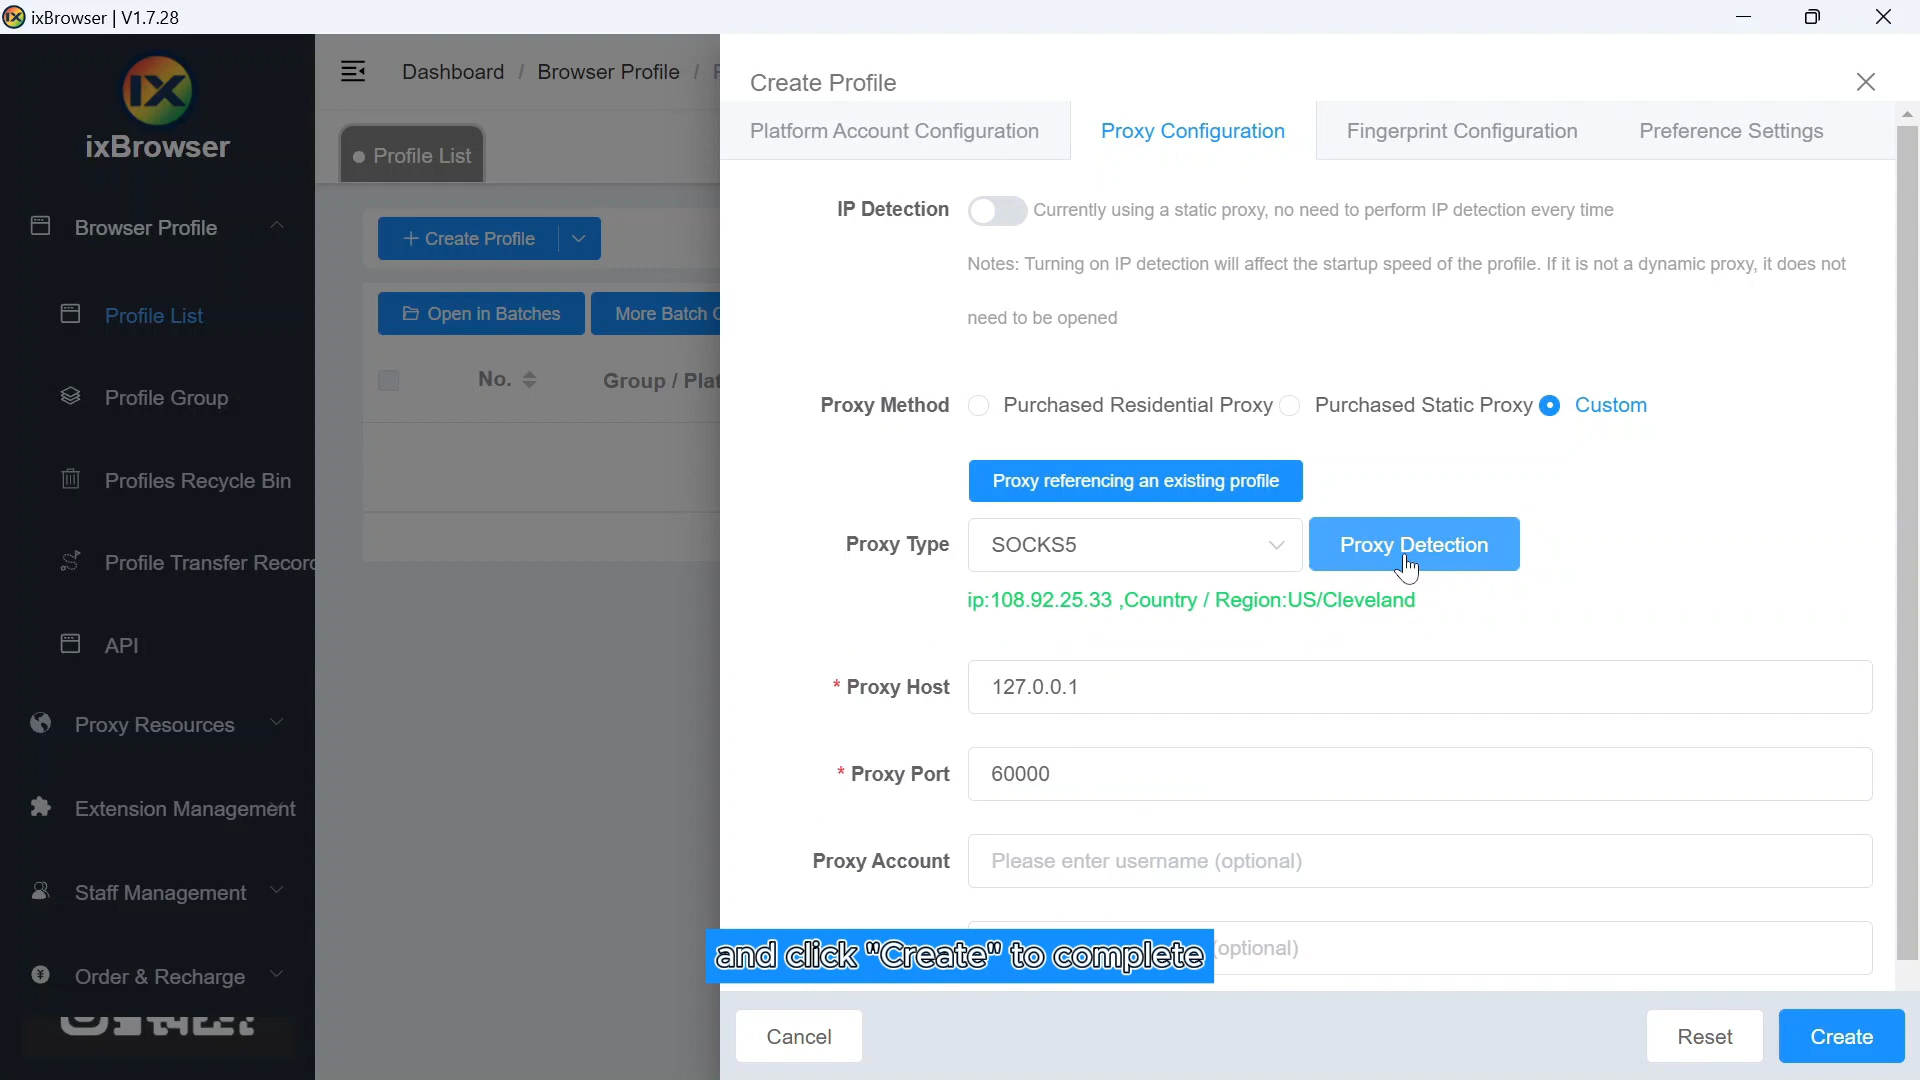 ixBrowser | V1.7.28
IX
ixBrowser
Browser Profile
Profile List
Profile Group
Profiles Recycle Bin
Profile Transfer Recor
API
Proxy Resources
Extension Management
Staff Management
Order & Recharge
Dashboard / Browser Profile /
Profile List
+ Create Profile
Open in Batches
More Batch
No.
Group / Pla
Create Profile
Platform Account Configuration
Proxy Configuration
Fingerprint Configuration
Preference Settings
IP Detection
Currently using a static proxy, no need to perform IP detection every time
Notes: Turning on IP detection will affect the startup speed of the profile. If it is not a dynamic proxy, it does not
need to be opened
Proxy Method
Purchased Residential Proxy
Purchased Static Proxy
Custom
Proxy referencing an existing profile
Proxy Type
SOCKS5
Proxy Detection
ip:108.92.25.33 ,Country / Region:US/Cleveland
* Proxy Host
127.0.0.1
* Proxy Port
60000
Proxy Account
Please enter username (optional)
(optional)
and click "Create" to complete
Cancel
Reset
Create